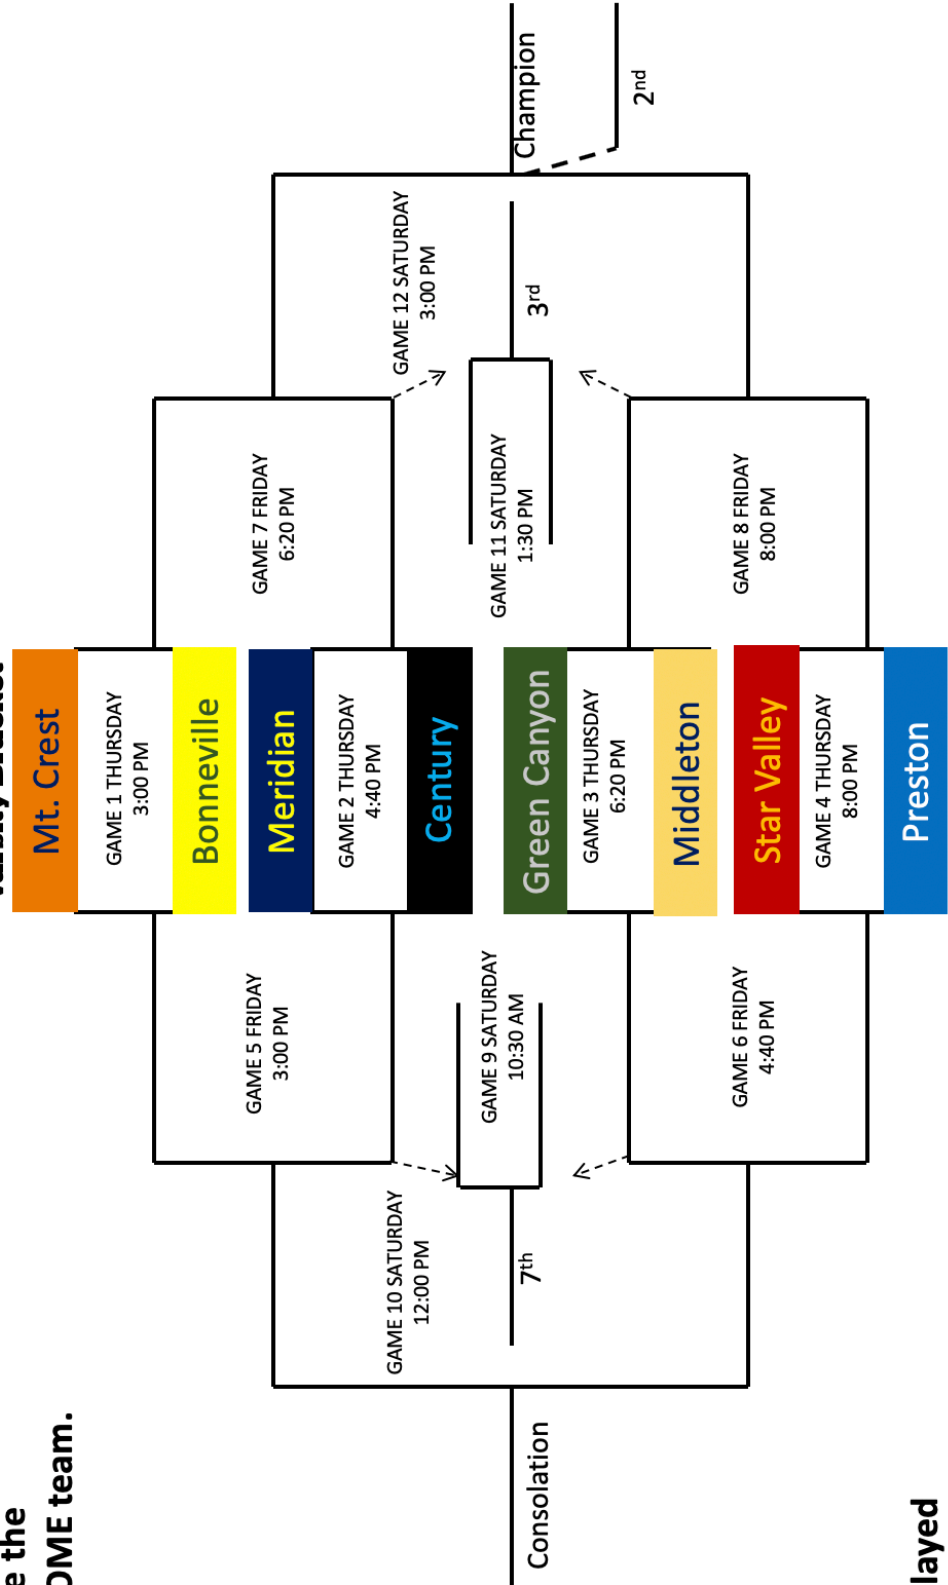 Varsity Bracket
e the
OME team.
Mt. Crest
GAME 1 THURSDAY
3:00 PM
Bonneville
Meridian
GAME 2 THURSDAY
4:40 PM
Century
Green Canyon
GAME 3 THURSDAY
6:20 PM
Middleton
Star Valley
GAME 4 THURSDAY
8:00 PM
Preston
GAME 5 FRIDAY
3:00 PM
GAME 6 FRIDAY
4:40 PM
GAME 7 FRIDAY
6:20 PM
GAME 8 FRIDAY
8:00 PM
GAME 9 SATURDAY
10:30 AM
7th
GAME 10 SATURDAY
12:00 PM
Consolation
GAME 11 SATURDAY
1:30 PM
3rd
GAME 12 SATURDAY
3:00 PM
Champion
2nd
layed